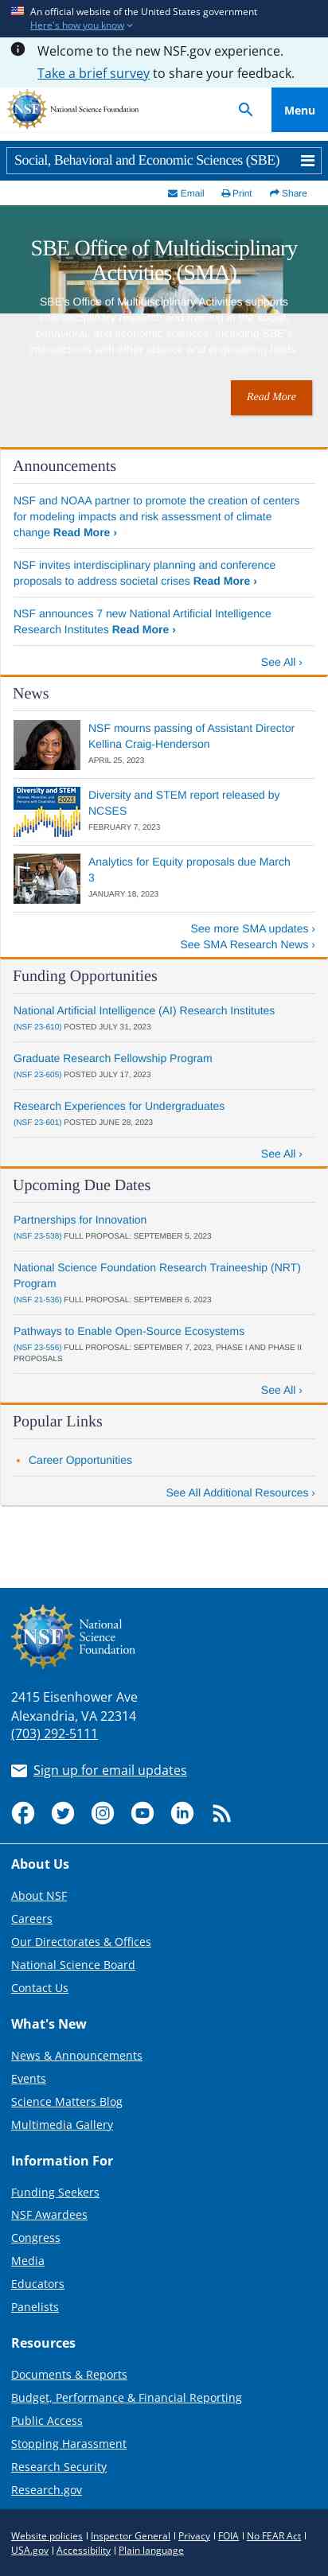 An official website of the United States government
Here's how you know
Welcome to the new NSF.gov experience.
Take a brief survey to share your feedback.
NSF National Science Foundation
Menu
Social, Behavioral and Economic Sciences (SBE)
Email Print Share
SBE Office of Multidisciplinary
Activities (SMA)
SBE's Office of Multidisciplinary Activities supports
Read More
Announcements
NSF and NOAA partner to promote the creation of centers
for modeling impacts and risk assessment of climate
change Read More ›
NSF invites interdisciplinary planning and conference
proposals to address societal crises Read More ›
NSF announces 7 new National Artificial Intelligence
Research Institutes Read More ›
See All ›
News
NSF mourns passing of Assistant Director
Kellina Craig-Henderson
APRIL 25, 2023
Diversity and STEM
2023
Diversity and STEM report released by
NCSES
FEBRUARY 7, 2023
Analytics for Equity proposals due March
3
JANUARY 18, 2023
See more SMA updates ›
See SMA Research News ›
Funding Opportunities
National Artificial Intelligence (AI) Research Institutes
(NSF 23-610) POSTED JULY 31, 2023
Graduate Research Fellowship Program
(NSF 23-605) POSTED JULY 17, 2023
Research Experiences for Undergraduates
(NSF 23-601) POSTED JUNE 28, 2023
See All ›
Upcoming Due Dates
Partnerships for Innovation
(NSF 23-538) FULL PROPOSAL: SEPTEMBER 5, 2023
National Science Foundation Research Traineeship (NRT)
Program
(NSF 21-536) FULL PROPOSAL: SEPTEMBER 6, 2023
Pathways to Enable Open-Source Ecosystems
(NSF 23-556) FULL PROPOSAL: SEPTEMBER 7, 2023, PHASE I AND PHASE II
PROPOSALS
See All ›
Popular Links
Career Opportunities
See All Additional Resources ›
NSF National
Science
Foundation
2415 Eisenhower Ave
Alexandria, VA 22314
(703) 292-5111
Sign up for email updates
About Us
About NSF
Careers
Our Directorates & Offices
National Science Board
Contact Us
What's New
News & Announcements
Events
Science Matters Blog
Multimedia Gallery
Information For
Funding Seekers
NSF Awardees
Congress
Media
Educators
Panelists
Resources
Documents & Reports
Budget, Performance & Financial Reporting
Public Access
Stopping Harassment
Research Security
Research.gov
Website policies | Inspector General | Privacy | FOIA | No FEAR Act |
USA.gov | Accessibility | Plain language